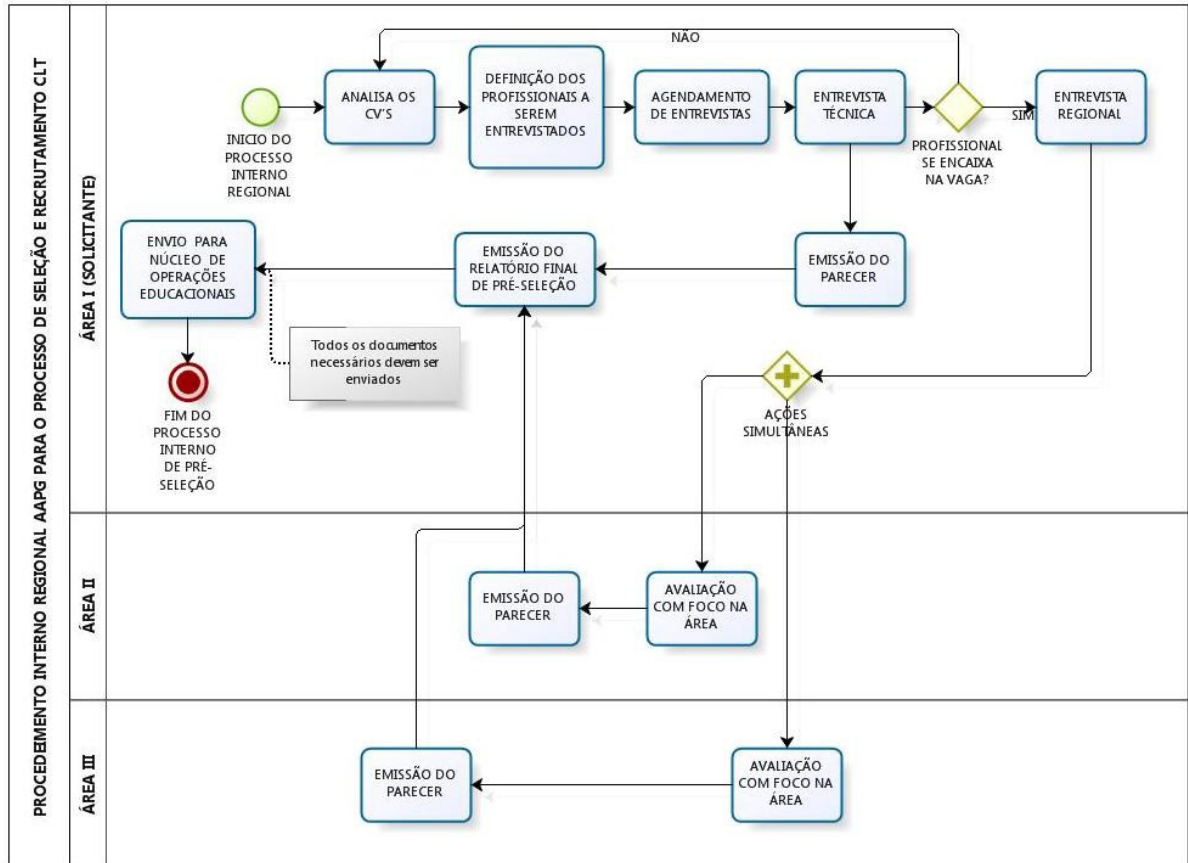 PROCEDEIMENTO INTERNO REGIONAL AAPG PARA O PROCESSO DE SELEÇÃO E RECRUTAMENTO CLT
ÁREA I (SOLICITANTE)
NÃO
INICIO DO
PROCESSO
INTERNO
REGIONAL
ANALISA OS
CV'S
DEFINIÇÃO DOS
PROFISSIONAIS A
SEREM
ENTREVISTADOS
AGENDAMENTO
DE ENTREVISTAS
ENTREVISTA
TÉCNICA
PROFISSIONAL
SE ENCAIXA
NA VAGA?
SIM
ENTREVISTA
REGIONAL
ENVIO PARA
NÚCLEO DE
OPERAÇÕES
EDUCACIONAIS
EMISSÃO DO
RELATÓRIO FINAL
DE PRÉ-SELEÇÃO
EMISSÃO DO
PARECER
Todos os documentos
necessários devem ser
enviados
FIM DO
PROCESSO
INTERNO
DE PRÉ-
SELEÇÃO
AÇÕES
SIMULTÂNEAS
ÁREA II
EMISSÃO DO
PARECER
AVALIAÇÃO
COM FOCO NA
ÁREA
ÁREA III
EMISSÃO DO
PARECER
AVALIAÇÃO
COM FOCO NA
ÁREA